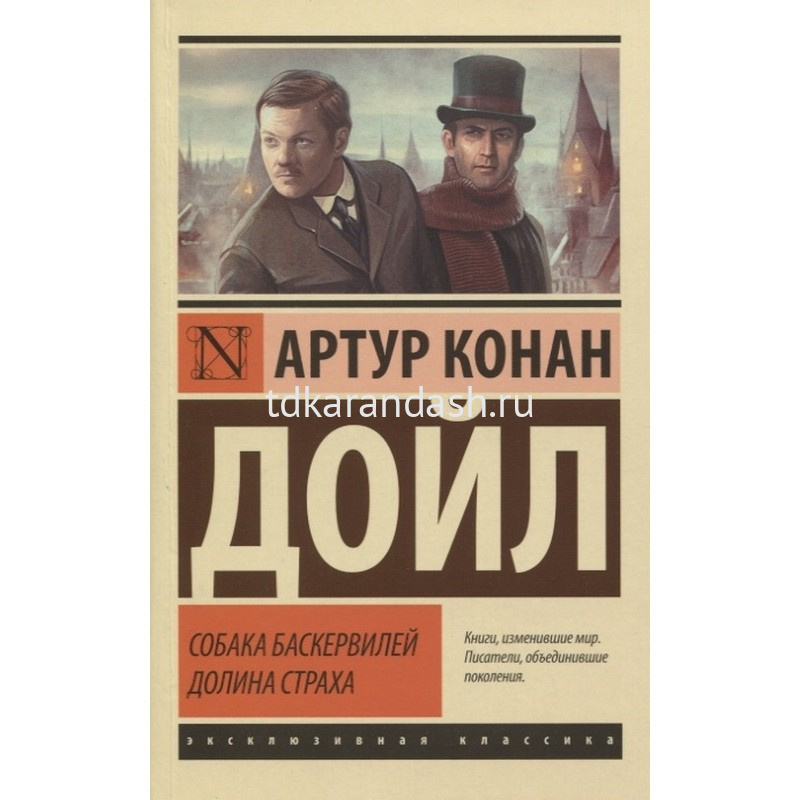 N
АРТУР КОНАН
tdkarandash.ru
ДОЙЛ
СОБАКА БАСКЕРВИЛЕЙ
ДОЛИНА СТРАХА
Книги, изменившие мир.
Писатели, объединившие
поколения.
эксклюзивная классика